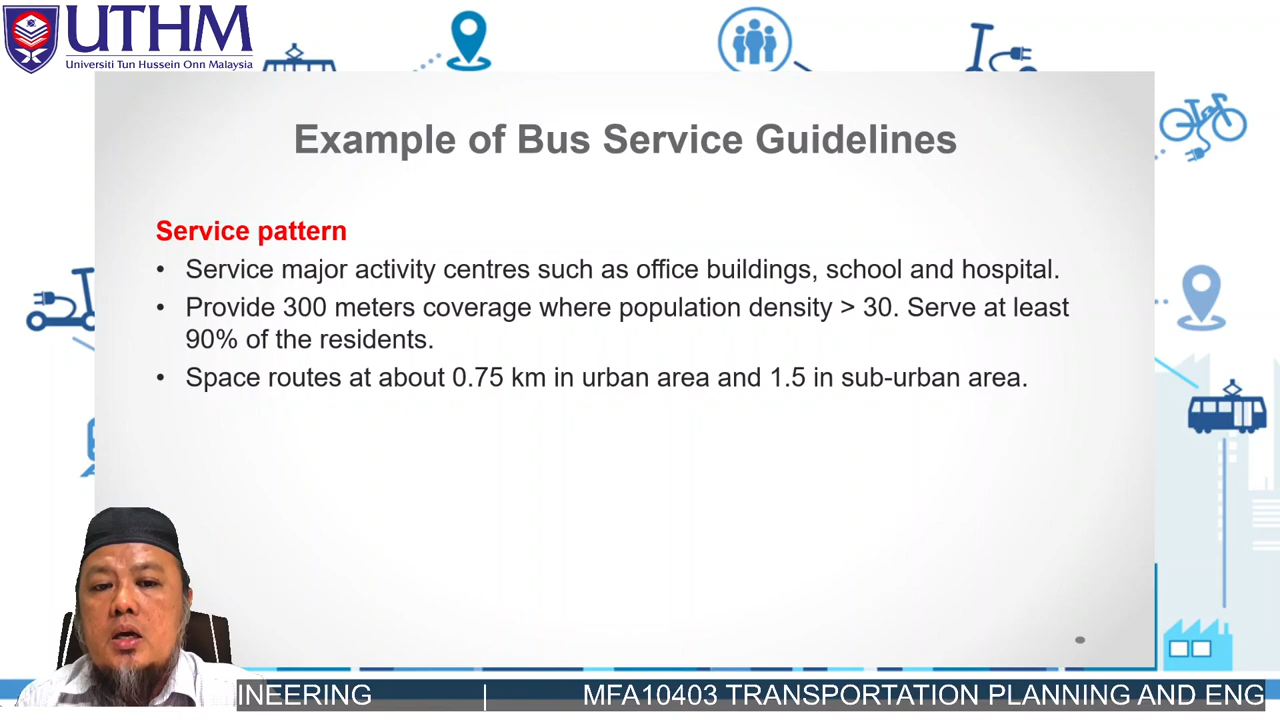 UTHM
Universiti Tun Hussein Onn Malaysia
Example of Bus Service Guidelines
Service pattern
• Service major activity centres such as office buildings, school and hospital.
• Provide 300 meters coverage where population density > 30. Serve at least
90% of the residents.
• Space routes at about 0.75 km in urban area and 1.5 in sub-urban area.
INEERING | MFA10403 TRANSPORTATION PLANNING AND ENG